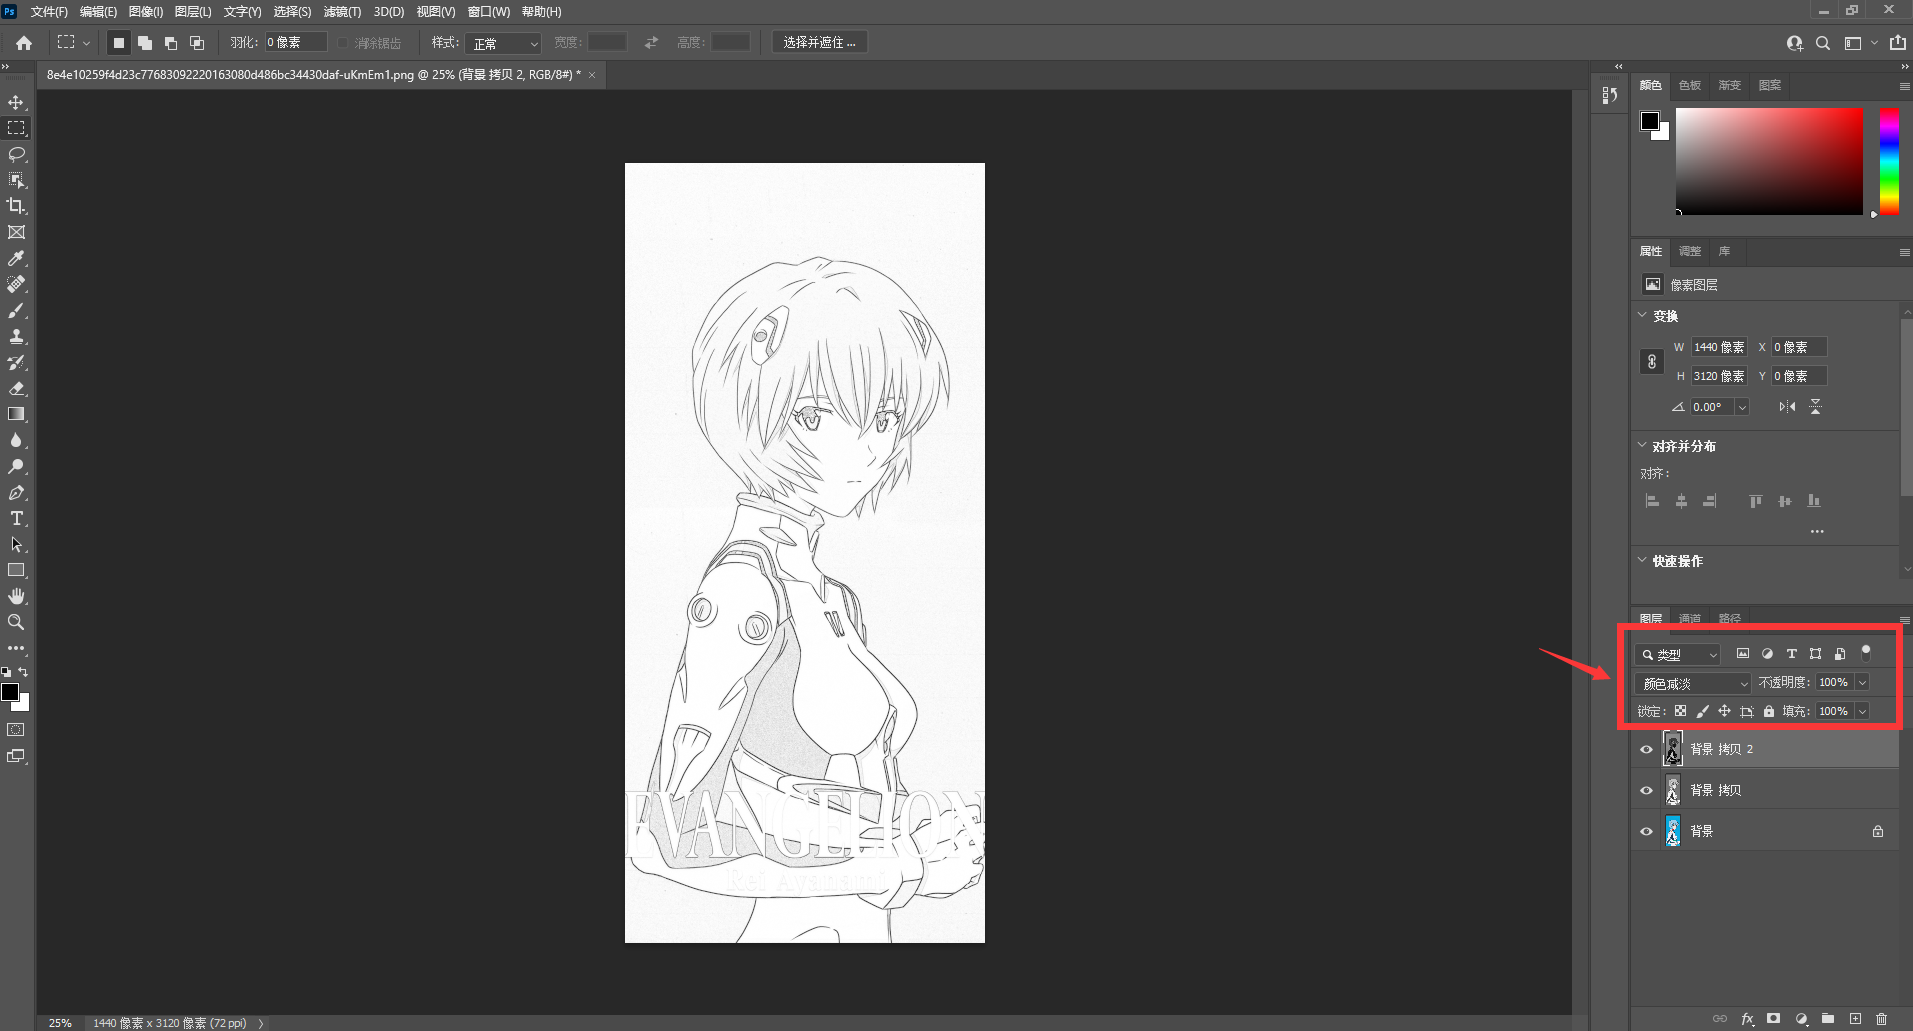 Ps 文件(F) 编辑(E) 图像(I) 图层(L) 文字(Y) 选择(S) 滤镜(T) 3D(D) 视图(V) 窗口(W) 帮助(H)
羽化: 0 像素 消除锯齿 样式: 正常 宽度: 高度: 选择并遮住 ...
8e4e10259f4d23c77683092220163080d486bc34430daf-uKmEm1.png @ 25% (背景 拷贝 2, RGB/8#) * ×
颜色 色板 渐变 图案
属性 调整 库
像素图层
变换
W 1440 像素 X 0 像素
H 3120 像素 Y 0 像素
0.00°
对齐并分布
对齐:
快速操作
图层 通道 路径
类型
颜色减淡 不透明度: 100%
锁定: 填充: 100%
背景 拷贝 2
背景 拷贝
背景
EVANGELION
Rei Ayanami
25% 1440 像素 x 3120 像素 (72 ppi)